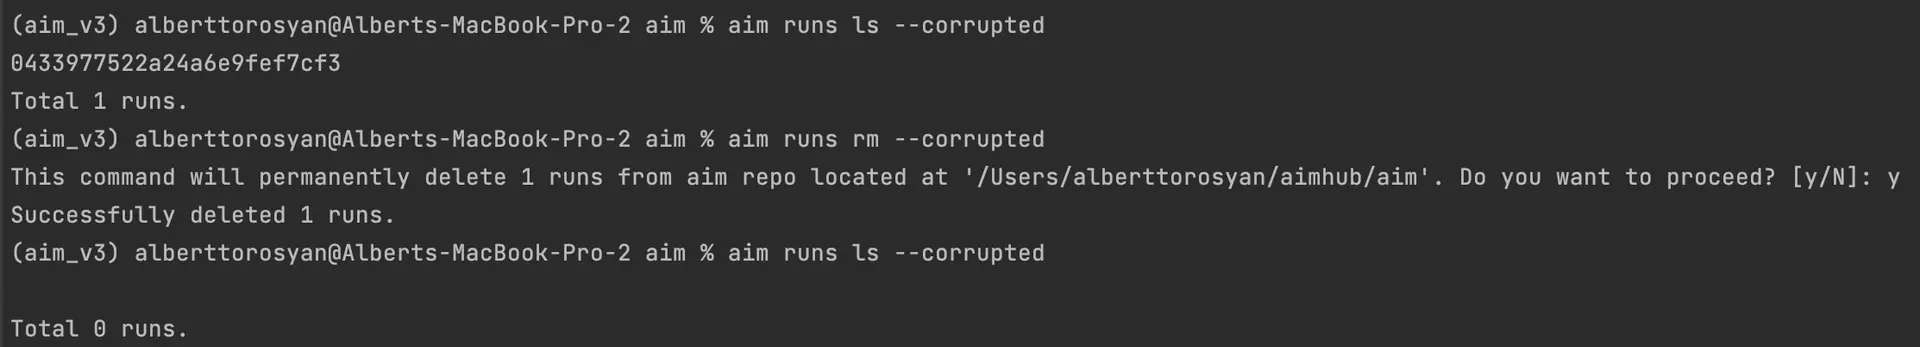 (aim_v3) alberttorosyan@Alberts-MacBook-Pro-2 aim % aim runs ls --corrupted
0433977522a24a6e9fef7cf3
Total 1 runs.
(aim_v3) alberttorosyan@Alberts-MacBook-Pro-2 aim % aim runs rm --corrupted
This command will permanently delete 1 runs from aim repo located at '/Users/alberttorosyan/aimhub/aim'. Do you want to proceed? [y/N]: y
Successfully deleted 1 runs.
(aim_v3) alberttorosyan@Alberts-MacBook-Pro-2 aim % aim runs ls --corrupted
Total 0 runs.